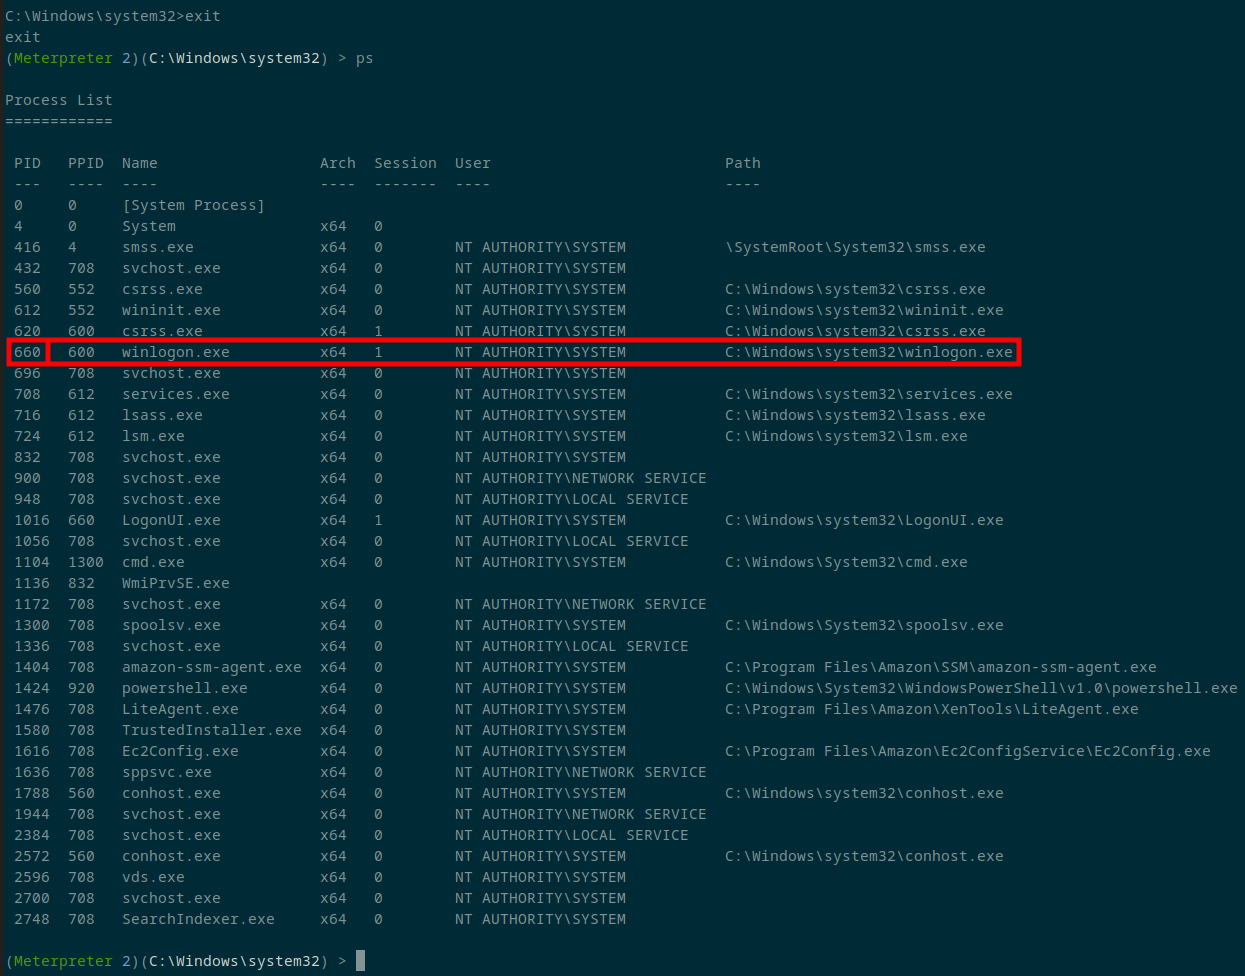 C:\Windows\system32>exit
exit
(Meterpreter 2)(C:\Windows\system32) > ps
Process List
============
PID   PPID  Name                  Arch  Session  User                          Path
---   ----  ----                  ----  -------  ----                          ----
0     0     [System Process]
4     0     System                x64   0
416   4     smss.exe              x64   0        NT AUTHORITY\SYSTEM           \SystemRoot\System32\smss.exe
432   708   svchost.exe           x64   0        NT AUTHORITY\SYSTEM
560   552   csrss.exe             x64   0        NT AUTHORITY\SYSTEM           C:\Windows\system32\csrss.exe
612   552   wininit.exe           x64   0        NT AUTHORITY\SYSTEM           C:\Windows\system32\wininit.exe
620   600   csrss.exe             x64   1        NT AUTHORITY\SYSTEM           C:\Windows\system32\csrss.exe
660   600   winlogon.exe          x64   1        NT AUTHORITY\SYSTEM           C:\Windows\system32\winlogon.exe
696   708   svchost.exe           x64   0        NT AUTHORITY\SYSTEM
708   612   services.exe          x64   0        NT AUTHORITY\SYSTEM           C:\Windows\system32\services.exe
716   612   lsass.exe             x64   0        NT AUTHORITY\SYSTEM           C:\Windows\system32\lsass.exe
724   612   lsm.exe               x64   0        NT AUTHORITY\SYSTEM           C:\Windows\system32\lsm.exe
832   708   svchost.exe           x64   0        NT AUTHORITY\SYSTEM
900   708   svchost.exe           x64   0        NT AUTHORITY\NETWORK SERVICE
948   708   svchost.exe           x64   0        NT AUTHORITY\LOCAL SERVICE
1016  660   LogonUI.exe           x64   1        NT AUTHORITY\SYSTEM           C:\Windows\system32\LogonUI.exe
1056  708   svchost.exe           x64   0        NT AUTHORITY\LOCAL SERVICE
1104  1300  cmd.exe               x64   0        NT AUTHORITY\SYSTEM           C:\Windows\System32\cmd.exe
1136  832   WmiPrvSE.exe
1172  708   svchost.exe           x64   0        NT AUTHORITY\NETWORK SERVICE
1300  708   spoolsv.exe           x64   0        NT AUTHORITY\SYSTEM           C:\Windows\System32\spoolsv.exe
1336  708   svchost.exe           x64   0        NT AUTHORITY\LOCAL SERVICE
1404  708   amazon-ssm-agent.exe  x64   0        NT AUTHORITY\SYSTEM           C:\Program Files\Amazon\SSM\amazon-ssm-agent.exe
1424  920   powershell.exe        x64   0        NT AUTHORITY\SYSTEM           C:\Windows\System32\WindowsPowerShell\v1.0\powershell.exe
1476  708   LiteAgent.exe         x64   0        NT AUTHORITY\SYSTEM           C:\Program Files\Amazon\XenTools\LiteAgent.exe
1580  708   TrustedInstaller.exe  x64   0        NT AUTHORITY\SYSTEM
1616  708   Ec2Config.exe         x64   0        NT AUTHORITY\SYSTEM           C:\Program Files\Amazon\Ec2ConfigService\Ec2Config.exe
1636  708   sppsvc.exe            x64   0        NT AUTHORITY\NETWORK SERVICE
1788  560   conhost.exe           x64   0        NT AUTHORITY\SYSTEM           C:\Windows\system32\conhost.exe
1944  708   svchost.exe           x64   0        NT AUTHORITY\NETWORK SERVICE
2384  708   svchost.exe           x64   0        NT AUTHORITY\LOCAL SERVICE
2572  560   conhost.exe           x64   0        NT AUTHORITY\SYSTEM           C:\Windows\system32\conhost.exe
2596  708   vds.exe               x64   0        NT AUTHORITY\SYSTEM
2700  708   svchost.exe           x64   0        NT AUTHORITY\SYSTEM
2748  708   SearchIndexer.exe     x64   0        NT AUTHORITY\SYSTEM
(Meterpreter 2)(C:\Windows\system32) >